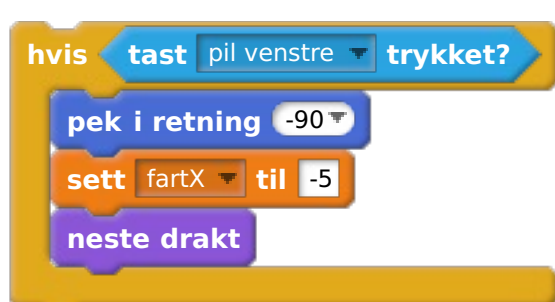 hvis tast pil venstre trykket?
pek i retning -90
sett fartX til -5
neste drakt